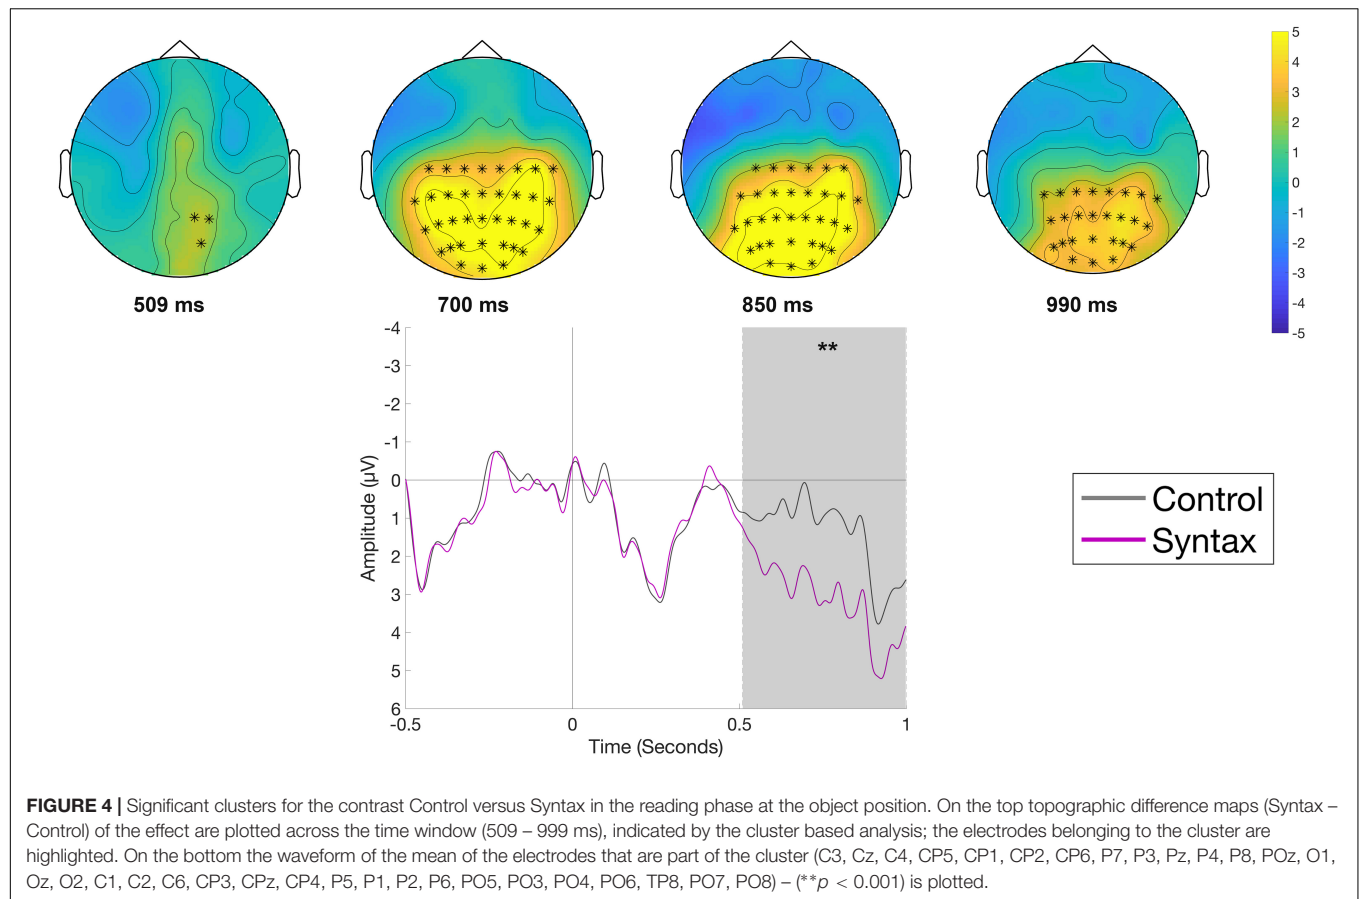 5
4
3
2
1
0
-1
-2
-3
-4
-5
509 ms
700 ms
850 ms
990 ms
-4
-3
-2
-1
0
1
2
3
4
5
6
Amplitude (µV)
**
-0.5
0
0.5
1
Time (Seconds)
Control
Syntax
FIGURE 4 | Significant clusters for the contrast Control versus Syntax in the reading phase at the object position. On the top topographic difference maps (Syntax –
Control) of the effect are plotted across the time window (509 – 999 ms), indicated by the cluster based analysis; the electrodes belonging to the cluster are
highlighted. On the bottom the waveform of the mean of the electrodes that are part of the cluster (C3, Cz, C4, CP5, CP1, CP2, CP6, P7, P3, Pz, P4, P8, POz, O1,
Oz, O2, C1, C2, C6, CP3, CPz, CP4, P5, P1, P2, P6, PO5, PO3, PO4, PO6, TP8, PO7, PO8) – (**p < 0.001) is plotted.